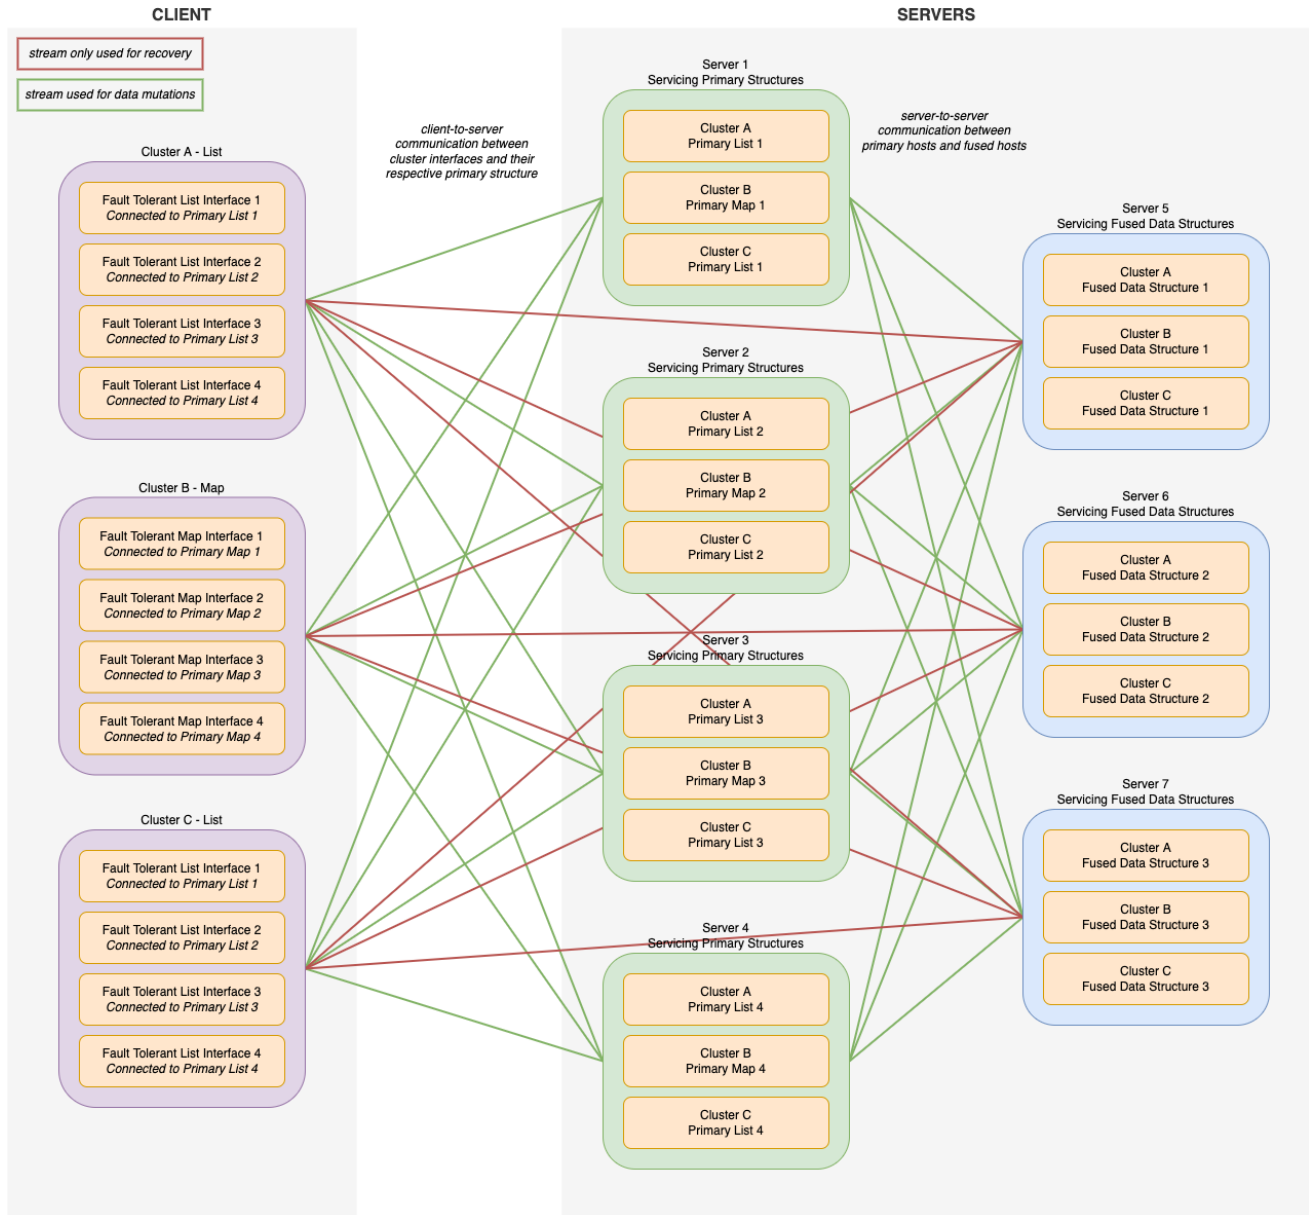 CLIENT
SERVERS
stream only used for recovery
stream used for data mutations
client-to-server
communication between
cluster interfaces and their
respective primary structure
server-to-server
communication between
primary hosts and fused hosts
Cluster A - List
Fault Tolerant List Interface 1
Connected to Primary List 1
Fault Tolerant List Interface 2
Connected to Primary List 2
Fault Tolerant List Interface 3
Connected to Primary List 3
Fault Tolerant List Interface 4
Connected to Primary List 4
Cluster B - Map
Fault Tolerant Map Interface 1
Connected to Primary Map 1
Fault Tolerant Map Interface 2
Connected to Primary Map 2
Fault Tolerant Map Interface 3
Connected to Primary Map 3
Fault Tolerant Map Interface 4
Connected to Primary Map 4
Cluster C - List
Fault Tolerant List Interface 1
Connected to Primary List 1
Fault Tolerant List Interface 2
Connected to Primary List 2
Fault Tolerant List Interface 3
Connected to Primary List 3
Fault Tolerant List Interface 4
Connected to Primary List 4
Server 1
Servicing Primary Structures
Cluster A
Primary List 1
Cluster B
Primary Map 1
Cluster C
Primary List 1
Server 2
Servicing Primary Structures
Cluster A
Primary List 2
Cluster B
Primary Map 2
Cluster C
Primary List 2
Server 3
Servicing Primary Structures
Cluster A
Primary List 3
Cluster B
Primary Map 3
Cluster C
Primary List 3
Server 4
Servicing Primary Structures
Cluster A
Primary List 4
Cluster B
Primary Map 4
Cluster C
Primary List 4
Server 5
Servicing Fused Data Structures
Cluster A
Fused Data Structure 1
Cluster B
Fused Data Structure 1
Cluster C
Fused Data Structure 1
Server 6
Servicing Fused Data Structures
Cluster A
Fused Data Structure 2
Cluster B
Fused Data Structure 2
Cluster C
Fused Data Structure 2
Server 7
Servicing Fused Data Structures
Cluster A
Fused Data Structure 3
Cluster B
Fused Data Structure 3
Cluster C
Fused Data Structure 3